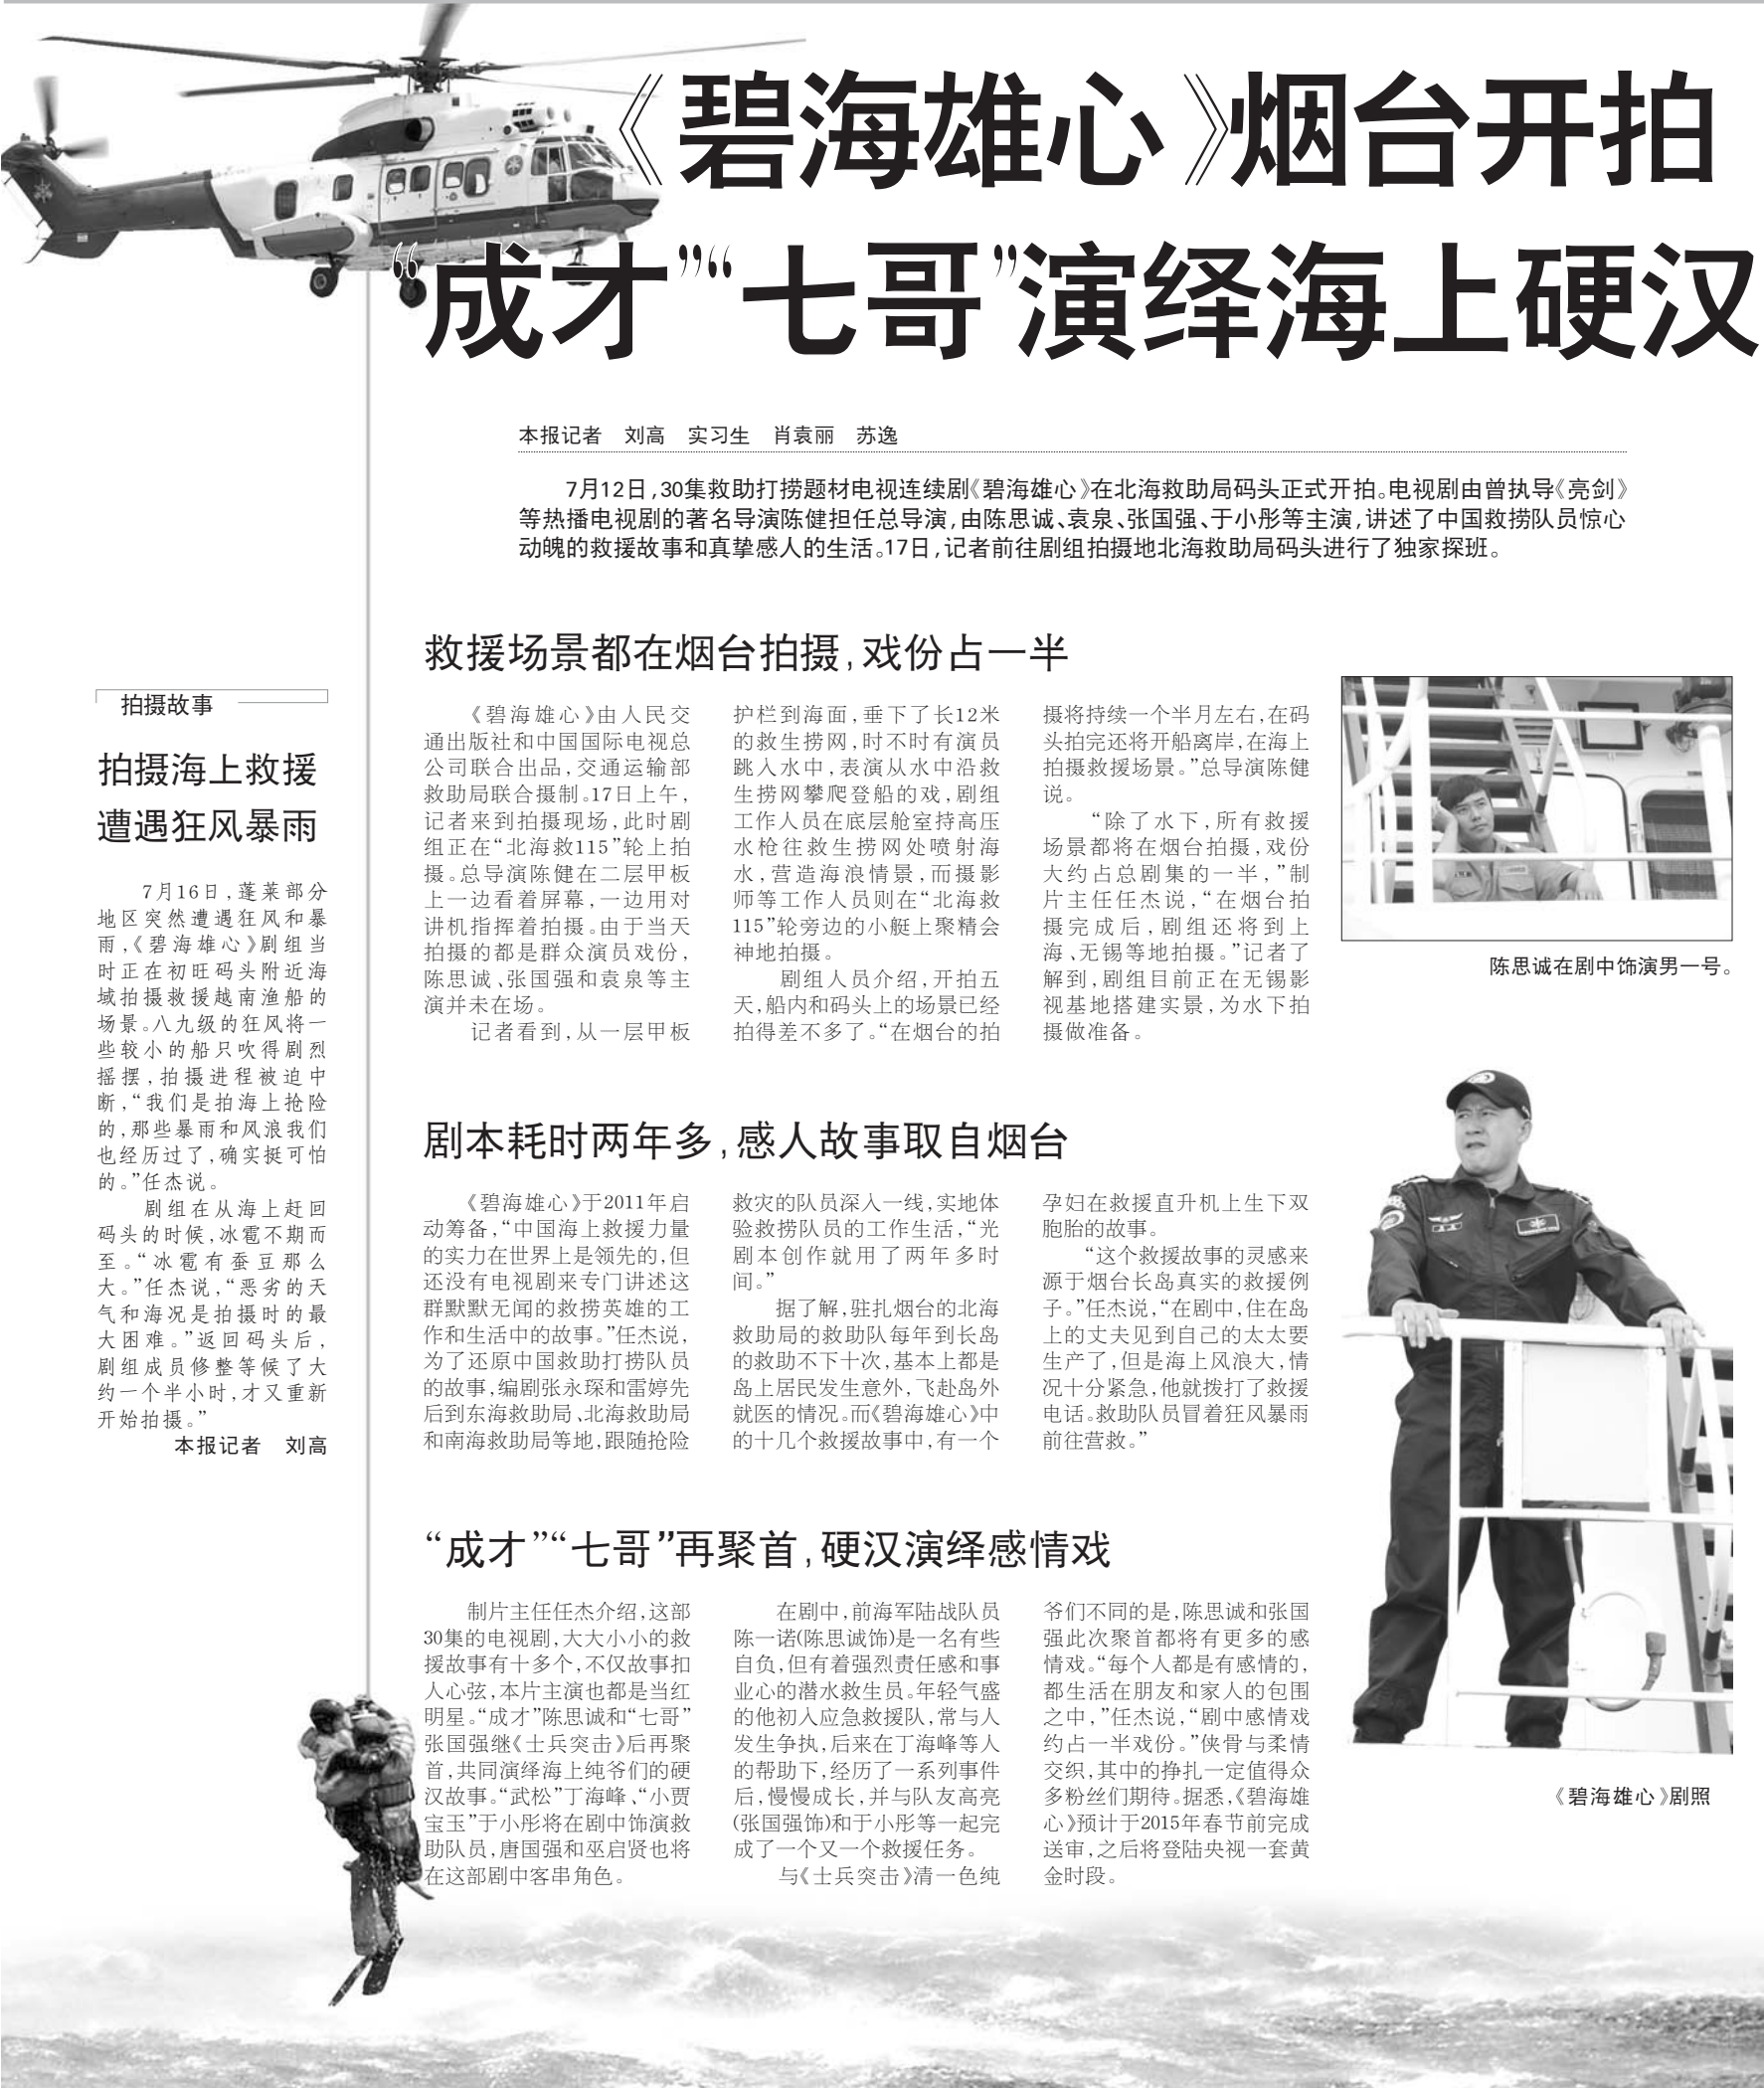 《碧海雄心》烟台开拍
“成才”“七哥”演绎海上硬汉
本报记者　刘高　实习生　肖袁丽　苏逸
7月12日,30集救助打捞题材电视连续剧《碧海雄心》在北海救助局码头正式开拍。电视剧由曾执导《亮剑》
等热播电视剧的著名导演陈健担任总导演,由陈思诚、袁泉、张国强、于小彤等主演,讲述了中国救捞队员惊心
动魄的救援故事和真挚感人的生活。17日,记者前往剧组拍摄地北海救助局码头进行了独家探班。
救援场景都在烟台拍摄,戏份占一半
《碧海雄心》由人民交
通出版社和中国国际电视总
公司联合出品,交通运输部
救助局联合摄制。17日上午,
记者来到拍摄现场,此时剧
组正在“北海救115”轮上拍
摄。总导演陈健在二层甲板
上一边看着屏幕,一边用对
讲机指挥着拍摄。由于当天
拍摄的都是群众演员戏份,
陈思诚、张国强和袁泉等主
演并未在场。
记者看到,从一层甲板
护栏到海面,垂下了长12米
的救生捞网,时不时有演员
跳入水中,表演从水中沿救
生捞网攀爬登船的戏,剧组
工作人员在底层舱室持高压
水枪往救生捞网处喷射海
水,营造海浪情景,而摄影
师等工作人员则在“北海救
115”轮旁边的小艇上聚精会
神地拍摄。
剧组人员介绍,开拍五
天,船内和码头上的场景已经
拍得差不多了。“在烟台的拍
摄将持续一个半月左右,在码
头拍完还将开船离岸,在海上
拍摄救援场景。”总导演陈健
说。
“除了水下,所有救援
场景都将在烟台拍摄,戏份
大约占总剧集的一半,”制
片主任任杰说,“在烟台拍
摄完成后,剧组还将到上
海、无锡等地拍摄。”记者了
解到,剧组目前正在无锡影
视基地搭建实景,为水下拍
摄做准备。
陈思诚在剧中饰演男一号。
剧本耗时两年多,感人故事取自烟台
《碧海雄心》于2011年启
动筹备,“中国海上救援力量
的实力在世界上是领先的,但
还没有电视剧来专门讲述这
群默默无闻的救捞英雄的工
作和生活中的故事。”任杰说,
为了还原中国救助打捞队员
的故事,编剧张永琛和雷婷先
后到东海救助局、北海救助局
和南海救助局等地,跟随抢险
救灾的队员深入一线,实地体
验救捞队员的工作生活,“光
剧本创作就用了两年多时
间。”
据了解,驻扎烟台的北海
救助局的救助队每年到长岛
的救助不下十次,基本上都是
岛上居民发生意外,飞赴岛外
就医的情况。而《碧海雄心》中
的十几个救援故事中,有一个
孕妇在救援直升机上生下双
胞胎的故事。
“这个救援故事的灵感来
源于烟台长岛真实的救援例
子。”任杰说,“在剧中,住在岛
上的丈夫见到自己的太太要
生产了,但是海上风浪大,情
况十分紧急,他就拨打了救援
电话。救助队员冒着狂风暴雨
前往营救。”
“成才”“七哥”再聚首,硬汉演绎感情戏
制片主任任杰介绍,这部
30集的电视剧,大大小小的救
援故事有十多个,不仅故事扣
人心弦,本片主演也都是当红
明星。“成才”陈思诚和“七哥”
张国强继《士兵突击》后再聚
首,共同演绎海上纯爷们的硬
汉故事。“武松”丁海峰、“小贾
宝玉”于小彤将在剧中饰演救
助队员,唐国强和巫启贤也将
在这部剧中客串角色。
在剧中,前海军陆战队员
陈一诺(陈思诚饰)是一名有些
自负,但有着强烈责任感和事
业心的潜水救生员。年轻气盛
的他初入应急救援队,常与人
发生争执,后来在丁海峰等人
的帮助下,经历了一系列事件
后,慢慢成长,并与队友高亮
(张国强饰)和于小彤等一起完
成了一个又一个救援任务。
与《士兵突击》清一色纯
爷们不同的是,陈思诚和张国
强此次聚首都将有更多的感
情戏。“每个人都是有感情的,
都生活在朋友和家人的包围
之中,”任杰说,“剧中感情戏
约占一半戏份。”侠骨与柔情
交织,其中的挣扎一定值得众
多粉丝们期待。据悉,《碧海雄
心》预计于2015年春节前完成
送审,之后将登陆央视一套黄
金时段。
《碧海雄心》剧照
拍摄故事
拍摄海上救援
遭遇狂风暴雨
7月16日,蓬莱部分
地区突然遭遇狂风和暴
雨,《碧海雄心》剧组当
时正在初旺码头附近海
域拍摄救援越南渔船的
场景。八九级的狂风将一
些较小的船只吹得剧烈
摇摆,拍摄进程被迫中
断,“我们是拍海上抢险
的,那些暴雨和风浪我们
也经历过了,确实挺可怕
的。”任杰说。
剧组在从海上赶回
码头的时候,冰雹不期而
至。“冰雹有蚕豆那么
大。”任杰说,“恶劣的天
气和海况是拍摄时的最
大困难。”返回码头后,
剧组成员修整等候了大
约一个半小时,才又重新
开始拍摄。”
本报记者　刘高